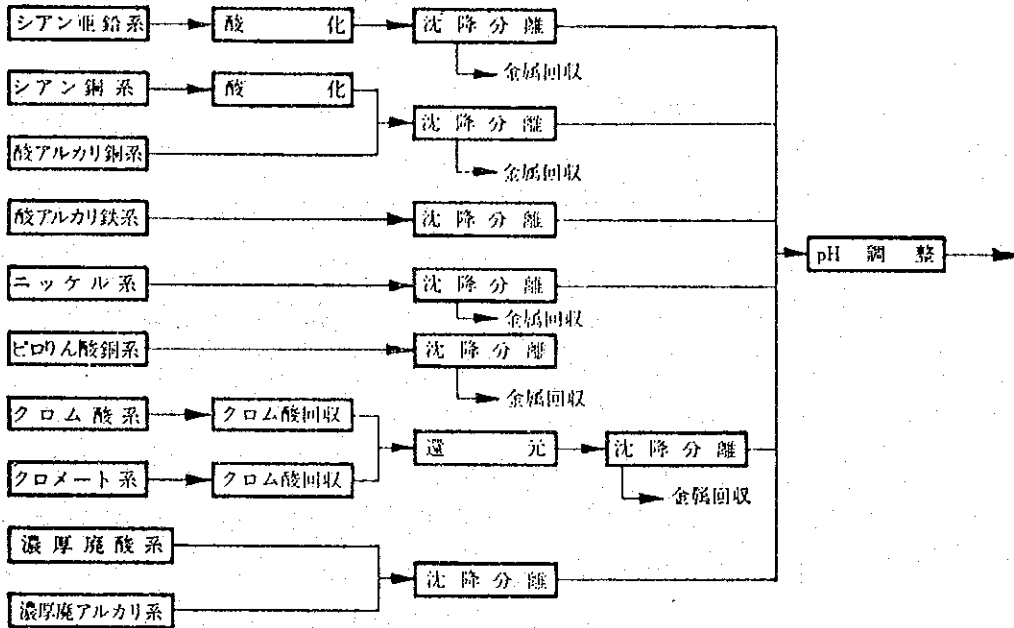 シアン亜鉛系 酸化 沈降分離
金属回収
シアン銅系 酸化
沈降分離
酸アルカリ銅系
金属回収
酸アルカリ鉄系 沈降分離
pH 調整
ニッケル系 沈降分離
金属回収
ピロりん酸銅系 沈降分離
金属回収
クロム酸系 クロム酸回収
還元 沈降分離
クロメート系 クロム酸回収
金属回収
濃厚廃酸系
沈降分離
濃厚廃アルカリ系